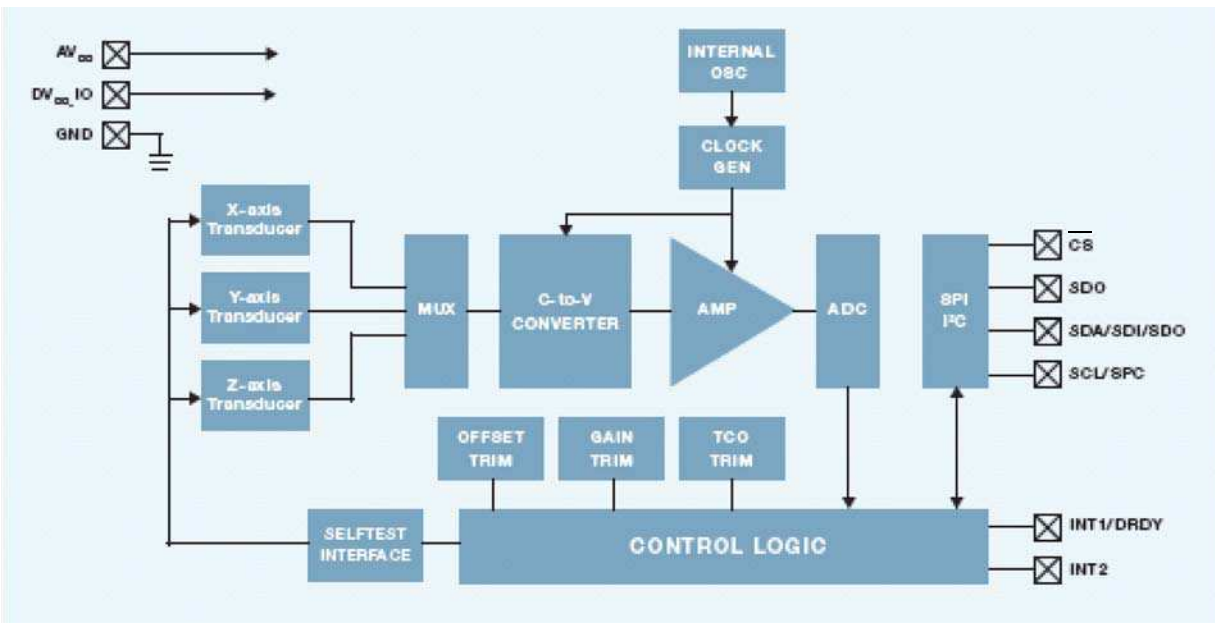 AVDD
DVDD_IO
GND
INTERNAL
OSC
CLOCK
GEN
X-axis
Transducer
Y-axis
Transducer
Z-axis
Transducer
MUX
C-to-V
CONVERTER
AMP
ADC
SPI
I²C
CS
SDO
SDA/SDI/SDO
SCL/SPC
OFFSET
TRIM
GAIN
TRIM
TCO
TRIM
SELFTEST
INTERFACE
CONTROL LOGIC
INT1/DRDY
INT2